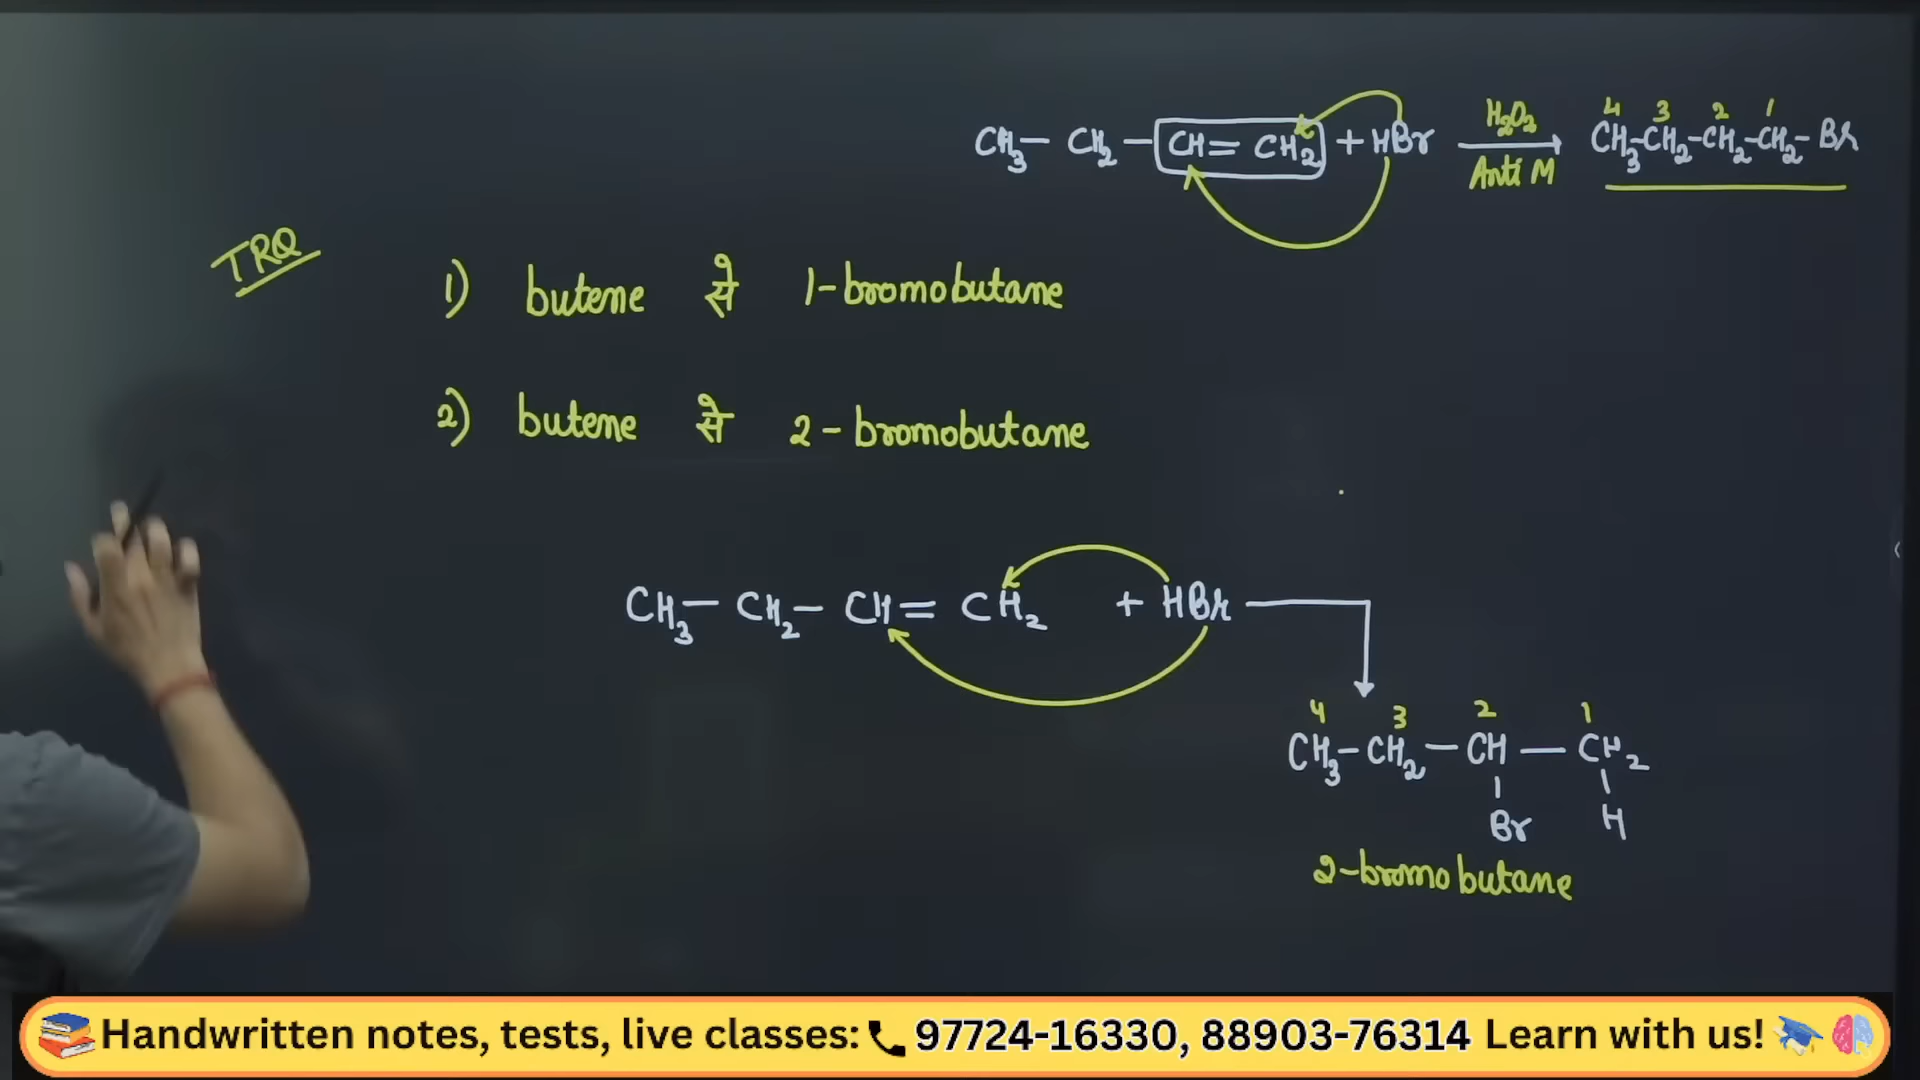 CH₃ – CH₂ – CH = CH₂ + HBr H₂O₂ Anti M CH₃-CH₂-CH₂-CH₂-Br
4 3 2 1
TRQ
1) butene से 1-bromobutane
2) butene से 2-bromobutane
CH₃ – CH₂ – CH = CH₂ + HBr
4 3 2 1
CH₃ – CH₂ – CH – CH₂
Br H
2-bromobutane
Handwritten notes, tests, live classes: 97724-16330, 88903-76314 Learn with us!